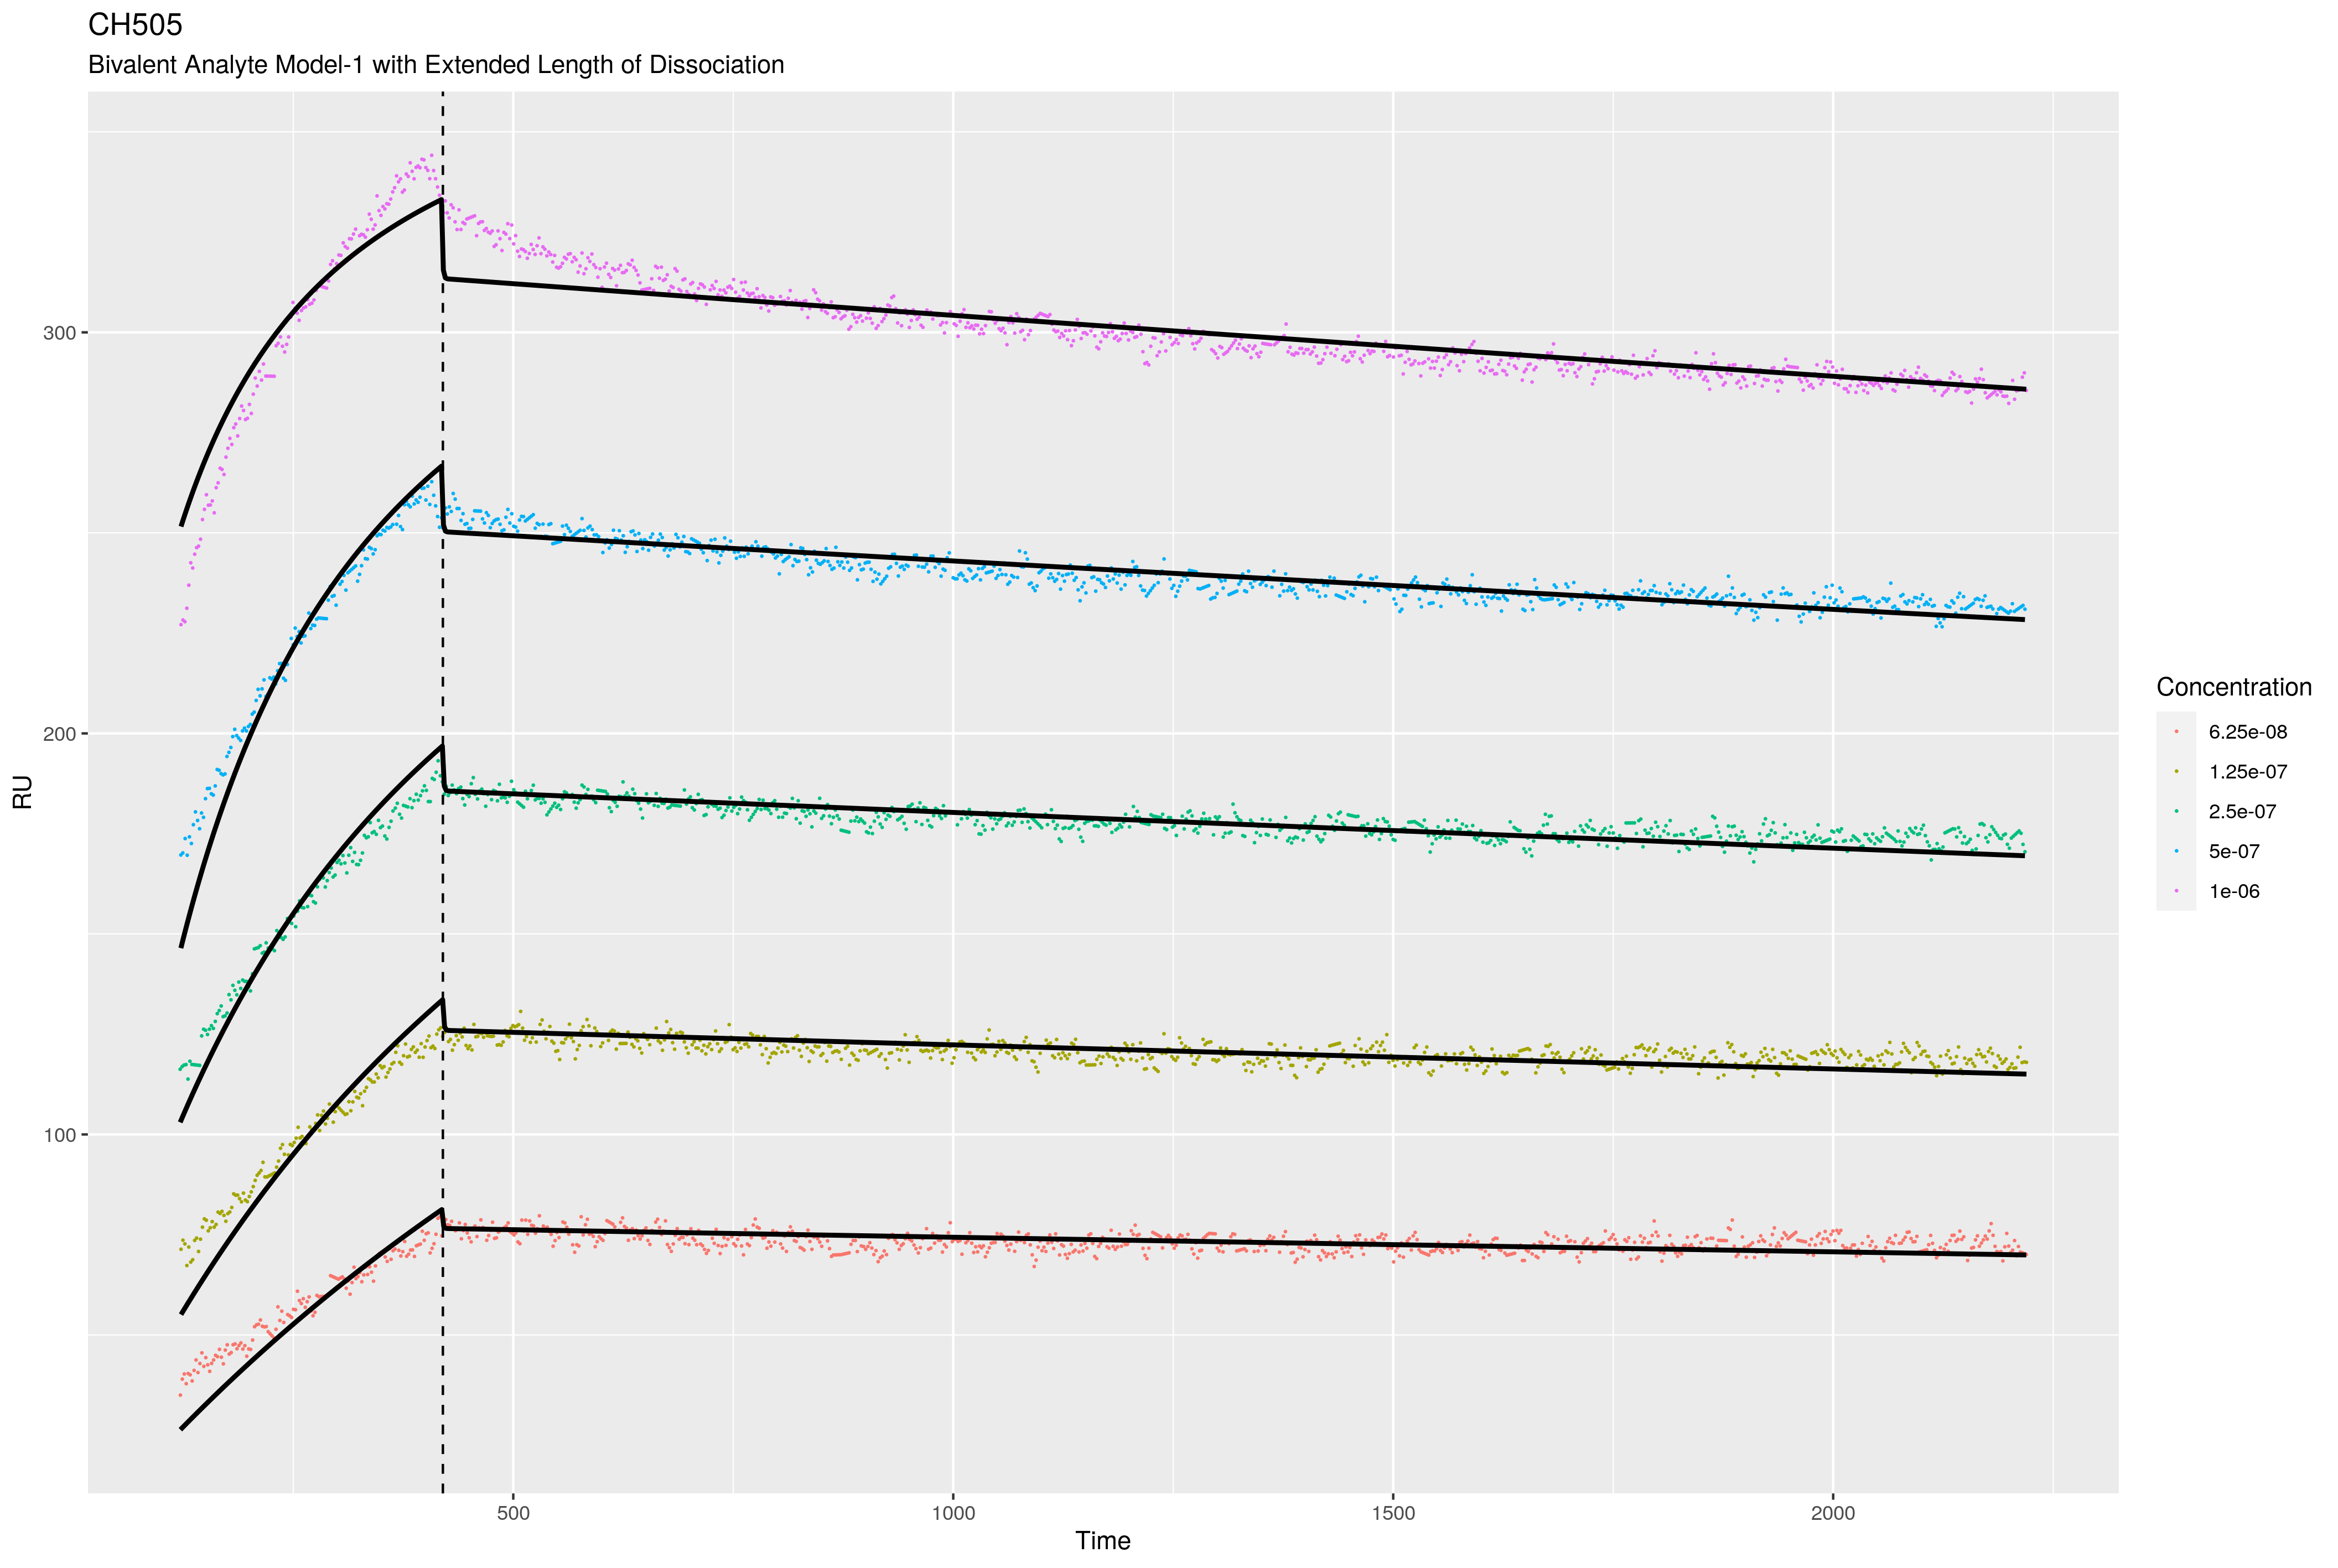 CH505
Bivalent Analyte Model-1 with Extended Length of Dissociation
RU
300
200
100
500
1000
1500
2000
Time
Concentration
6.25e-08
1.25e-07
2.5e-07
5e-07
1e-06